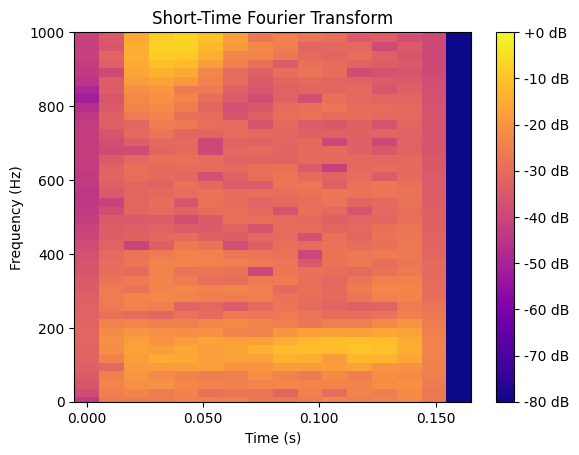 Short-Time Fourier Transform
1000
800
600
400
200
0
Frequency (Hz)
0.000
0.050
0.100
0.150
Time (s)
+0 dB
-10 dB
-20 dB
-30 dB
-40 dB
-50 dB
-60 dB
-70 dB
-80 dB